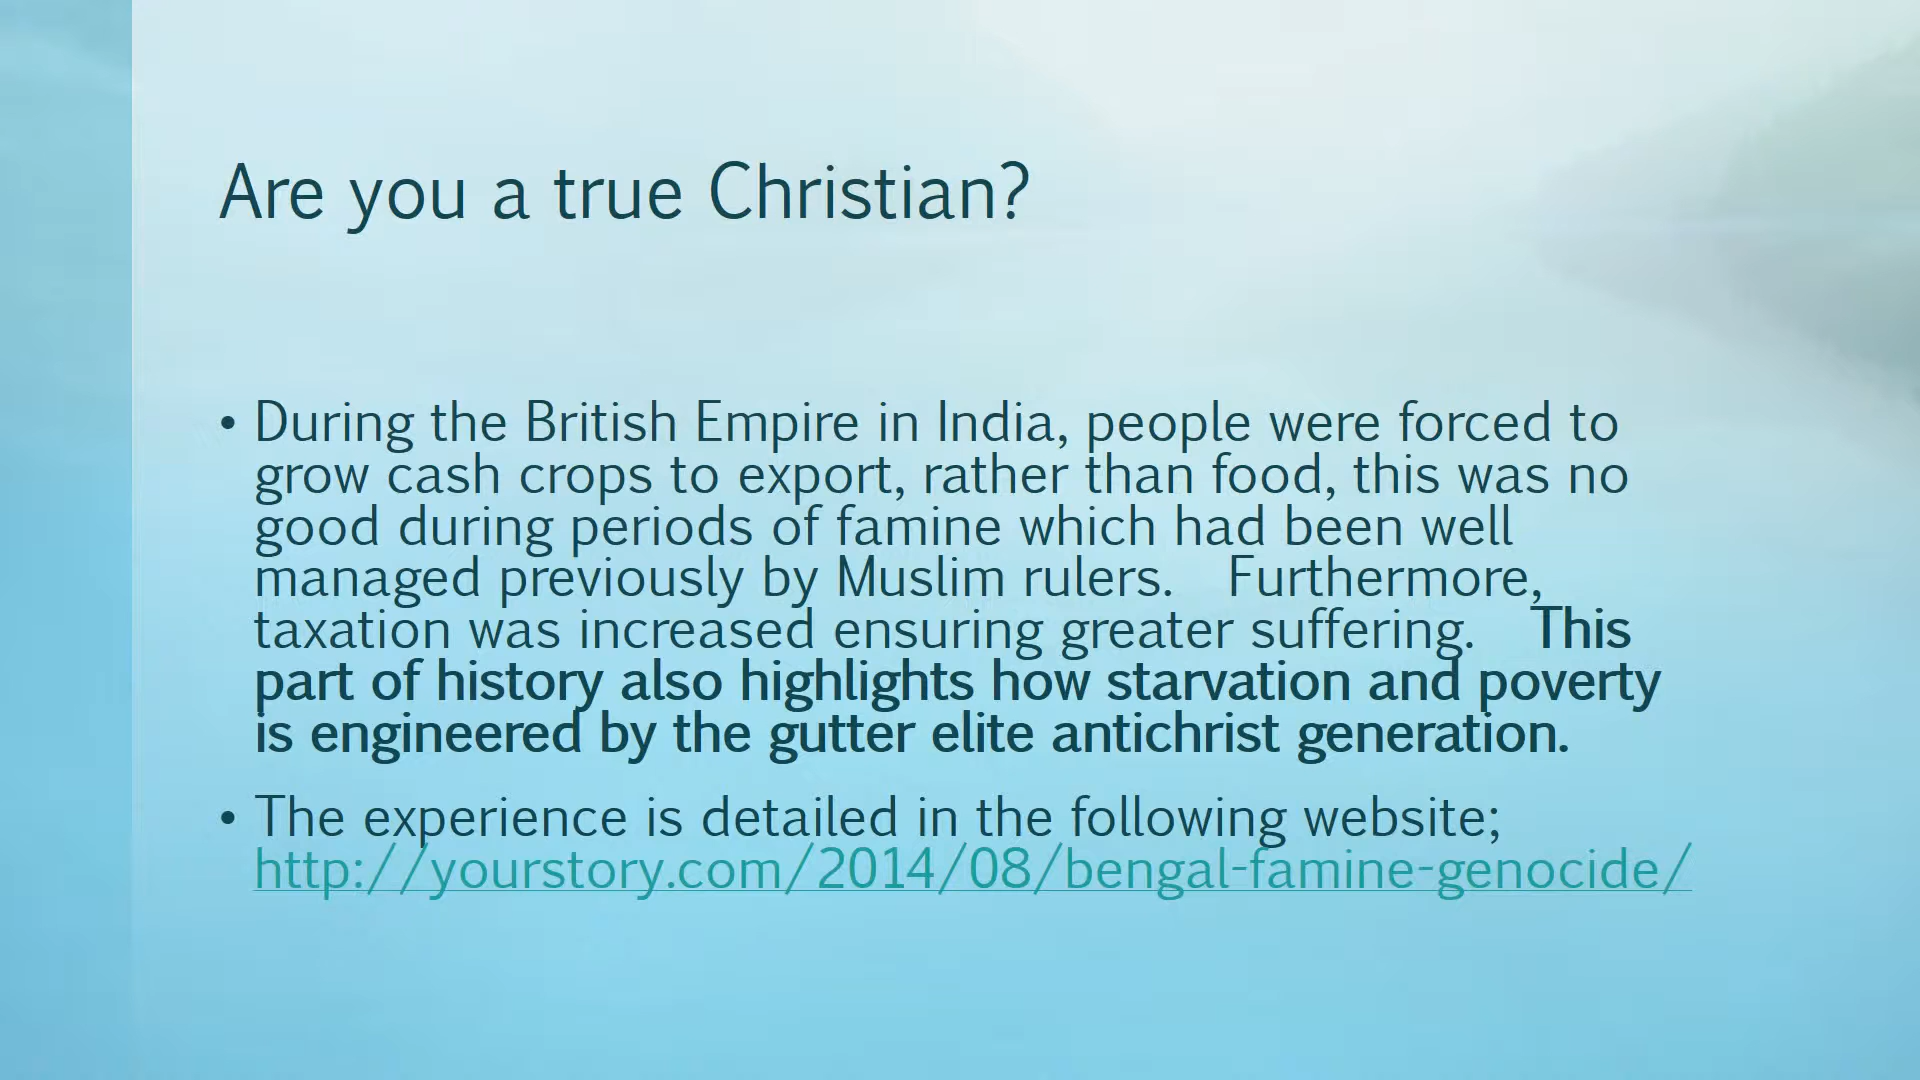 Are you a true Christian?
• During the British Empire in India, people were forced to
grow cash crops to export, rather than food, this was no
good during periods of famine which had been well
managed previously by Muslim rulers. Furthermore,
taxation was increased ensuring greater suffering. This
part of history also highlights how starvation and poverty
is engineered by the gutter elite antichrist generation.
• The experience is detailed in the following website;
http://yourstory.com/2014/08/bengal-famine-genocide/